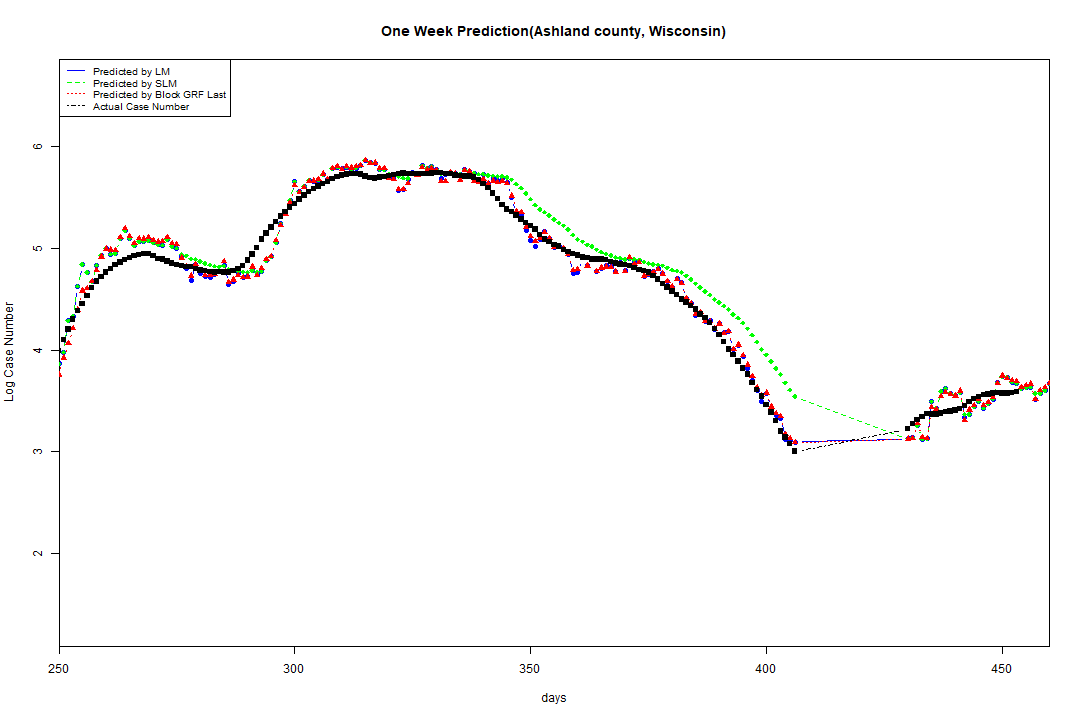 One Week Prediction(Ashland county, Wisconsin)
Predicted by LM
Predicted by SLM
Predicted by Block GRF Last
Actual Case Number
Log Case Number
6
5
4
3
2
250 300 350 400 450
days